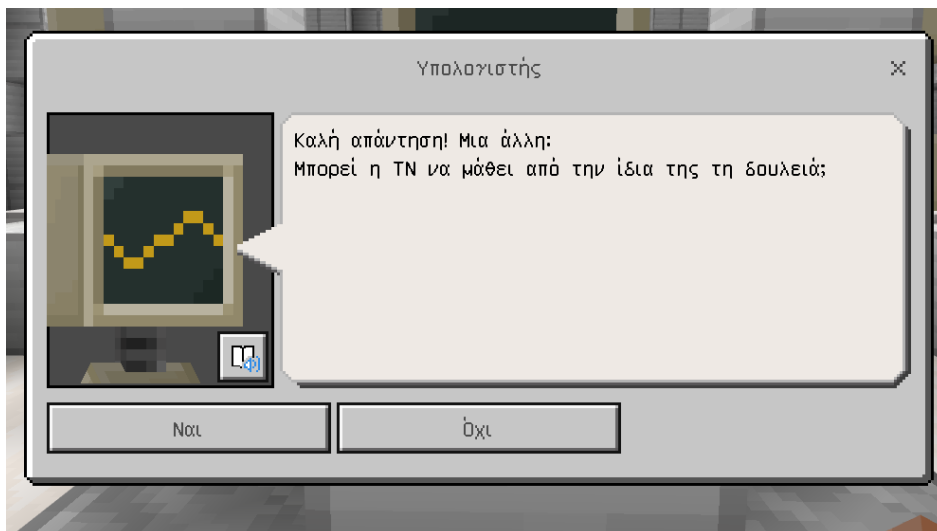 Υπολογιστής
Καλή απάντηση! Μια άλλη:
Μπορεί η ΤΝ να μάθει από την ίδια της τη δουλειά;
Ναι
Όχι